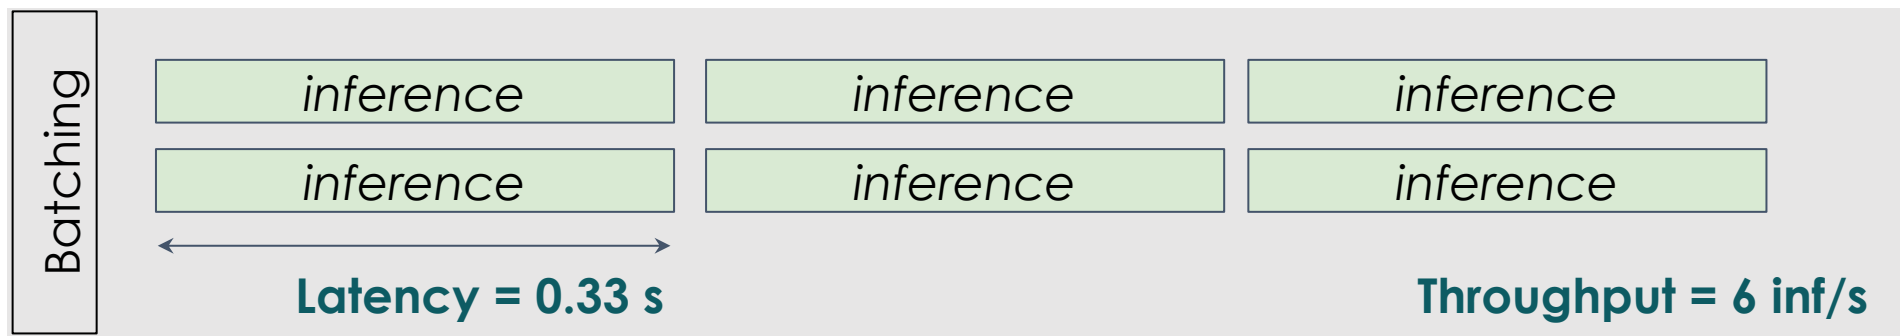 Batching
inference inference inference
inference inference inference
Latency = 0.33 s
Throughput = 6 inf/s